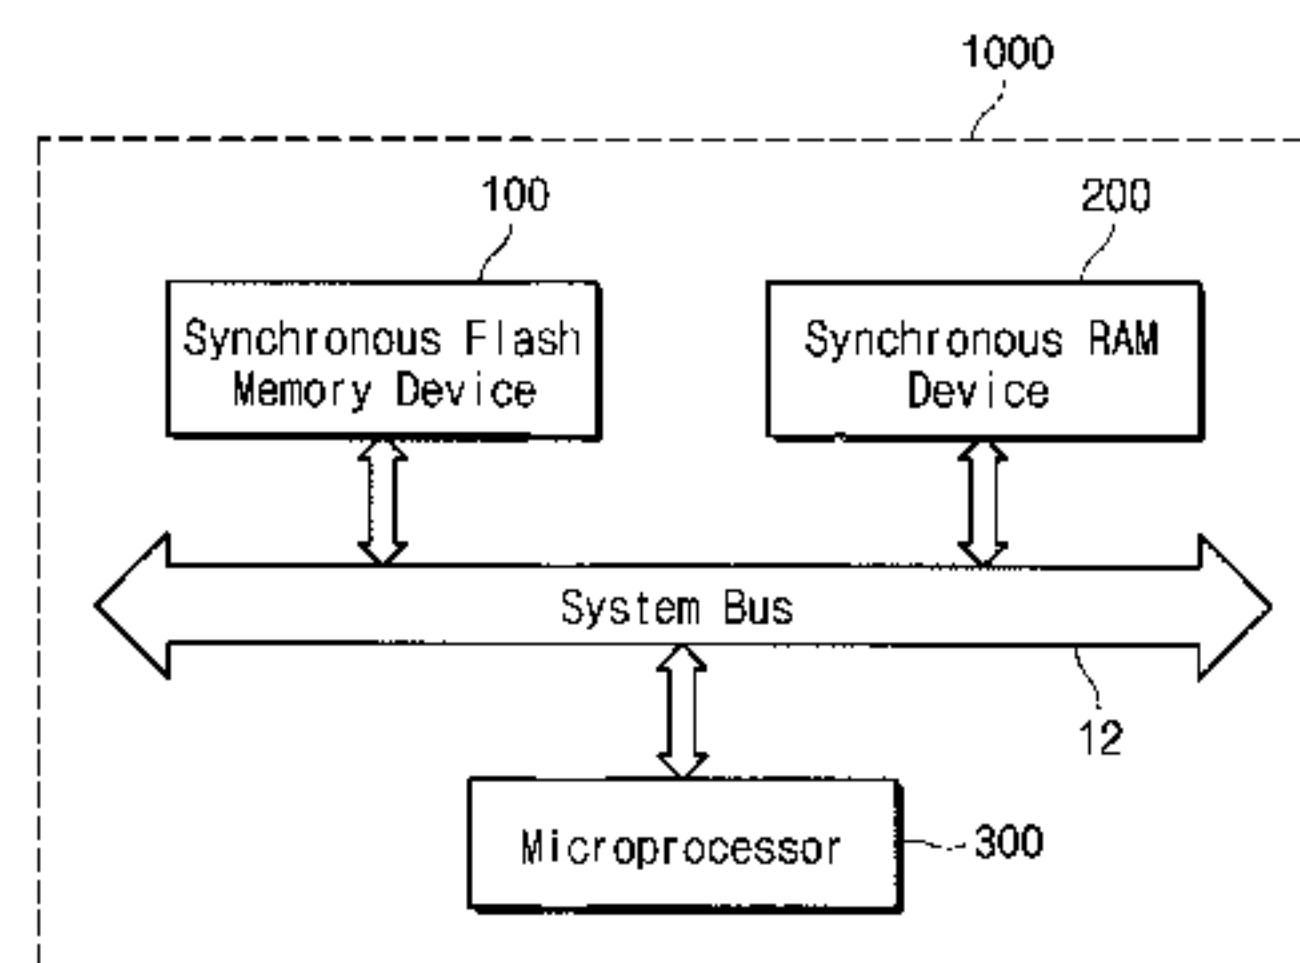 1000
100
200
Synchronous Flash
Memory Device
Synchronous RAM
Device
System Bus
12
Microprocessor
300